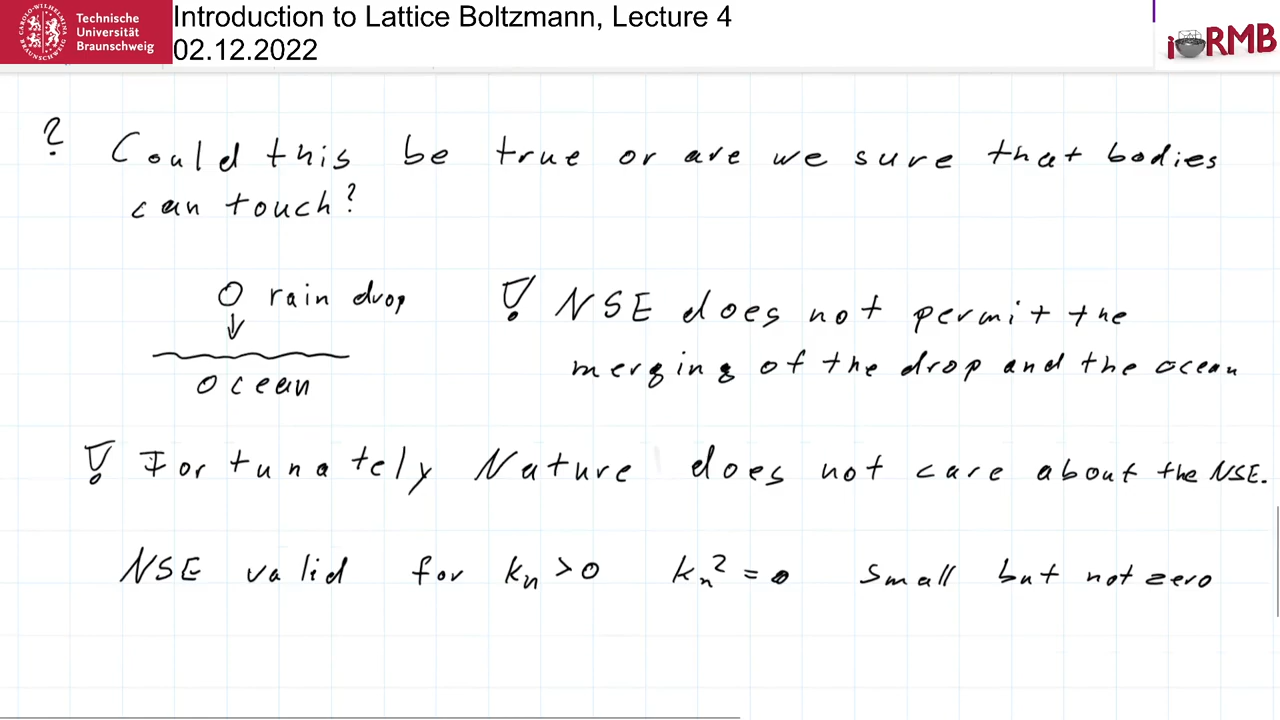 Technische
Universität
Braunschweig
Introduction to Lattice Boltzmann, Lecture 4
02.12.2022
iRMB
? Could this be true or are we sure that bodies
can touch?
rain drop
ocean
! NSE does not permit the
merging of the drop and the ocean
! Fortunately Nature does not care about the NSE.
NSE valid for Kn > 0 Kn² = 0 small but not zero